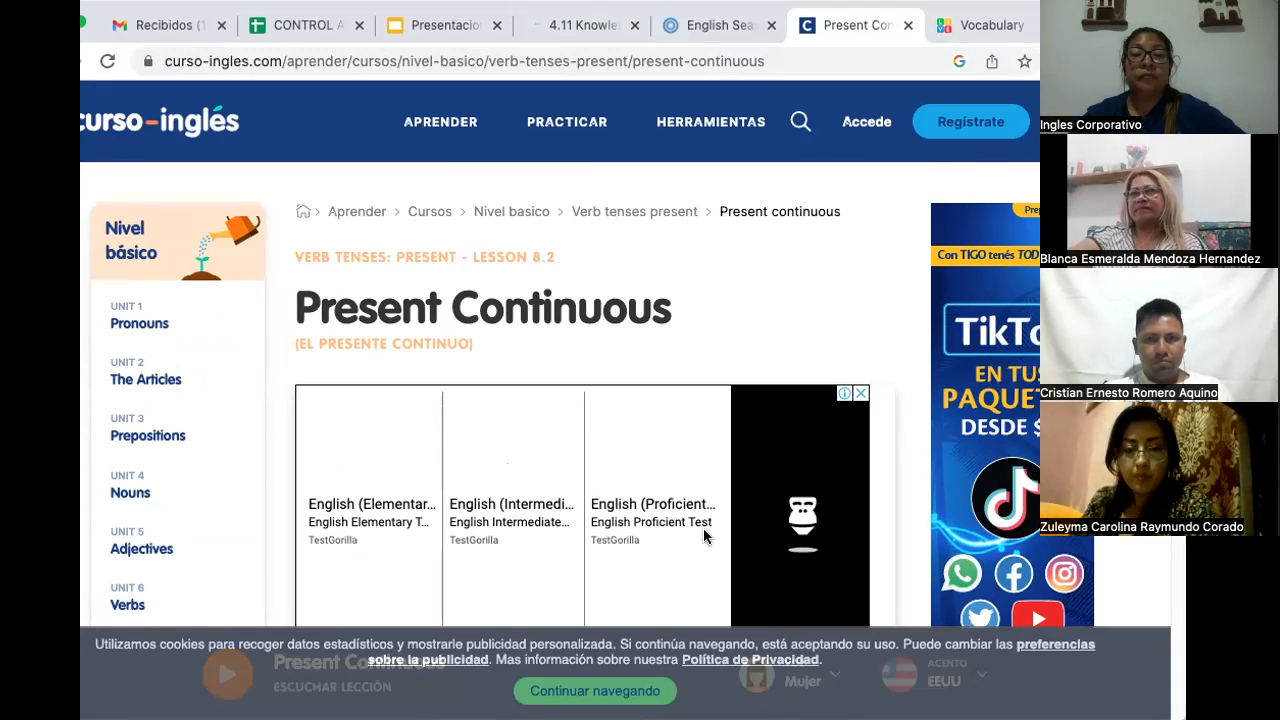 Recibidos (1
CONTROL A
Presentacio
4.11 Knowle
English Sea
Present Con
Vocabulary
curso-ingles.com/aprender/cursos/nivel-basico/verb-tenses-present/present-continuous
curso-inglés
APRENDER
PRACTICAR
HERRAMIENTAS
Accede
Regístrate
Nivel
básico
UNIT 1
Pronouns
UNIT 2
The Articles
UNIT 3
Prepositions
UNIT 4
Nouns
UNIT 5
Adjectives
UNIT 6
Verbs
Aprender > Cursos > Nivel basico > Verb tenses present > Present continuous
VERB TENSES: PRESENT - LESSON 8.2
Present Continuous
(EL PRESENTE CONTINUO)
English (Elementar...
English Elementary T...
TestGorilla
English (Intermedi...
English Intermediate...
TestGorilla
English (Proficient...
English Proficient Test
TestGorilla
Pre
Con TIGO tenés TOD
TikTo
EN TUS
PAQUET
DESDE $
Present Continuous
ESCUCHAR LECCIÓN
Mujer
ACENTO
EEUU
Utilizamos cookies para recoger datos estadísticos y mostrarle publicidad personalizada. Si continúa navegando, está aceptando su uso. Puede cambiar las preferencias
sobre la publicidad. Mas información sobre nuestra Política de Privacidad.
Continuar navegando
Ingles Corporativo
Blanca Esmeralda Mendoza Hernandez
Cristian Ernesto Romero Aquino
Zuleyma Carolina Raymundo Corado